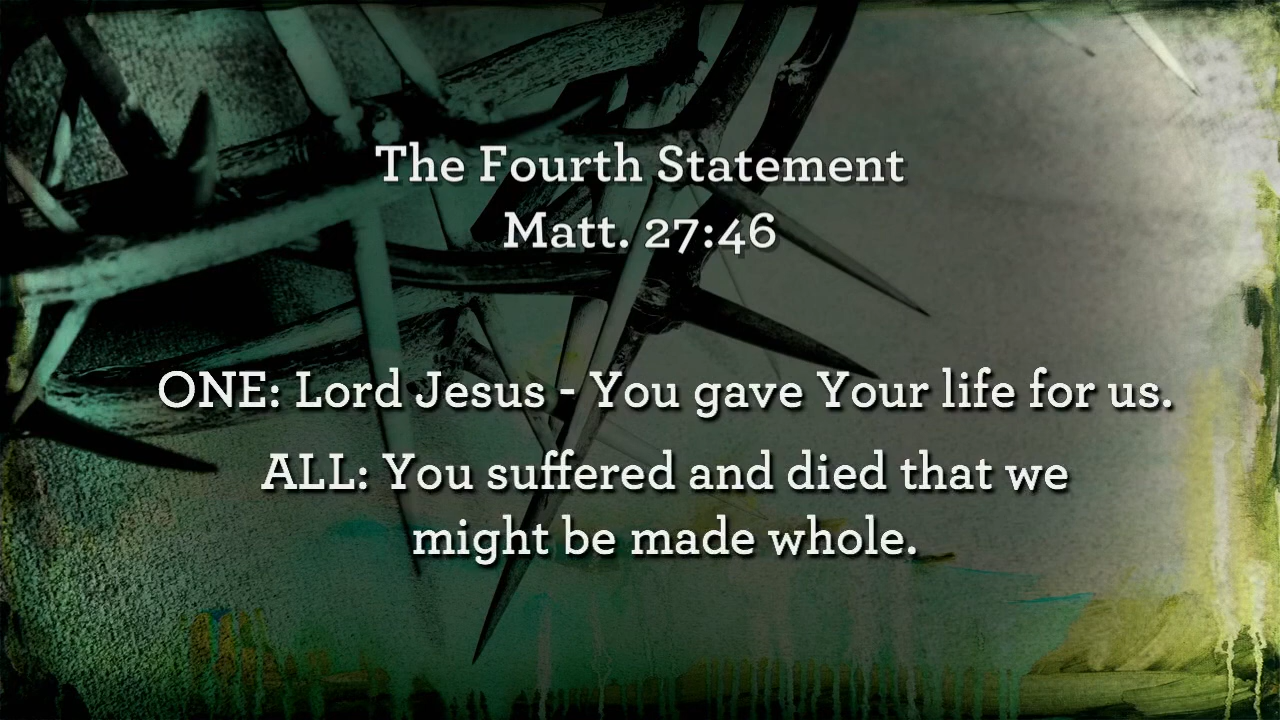 The Fourth Statement
Matt. 27:46
ONE: Lord Jesus - You gave Your life for us.
ALL: You suffered and died that we
might be made whole.